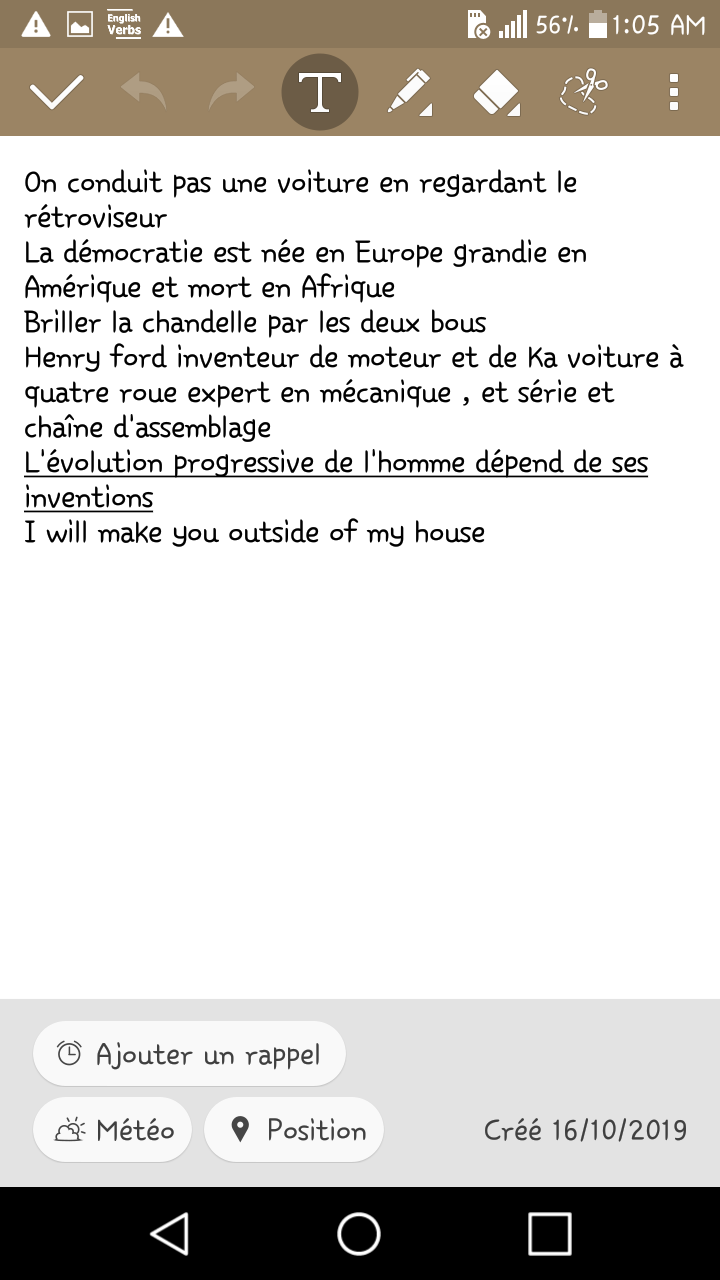 English
Verbs
56% 1:05 AM
T
On conduit pas une voiture en regardant le
rétroviseur
La démocratie est née en Europe grandie en
Amérique et mort en Afrique
Briller la chandelle par les deux bous
Henry ford inventeur de moteur et de Ka voiture à
quatre roue expert en mécanique , et série et
chaîne d'assemblage
L'évolution progressive de l'homme dépend de ses
inventions
I will make you outside of my house
Ajouter un rappel
Météo
Position
Créé 16/10/2019